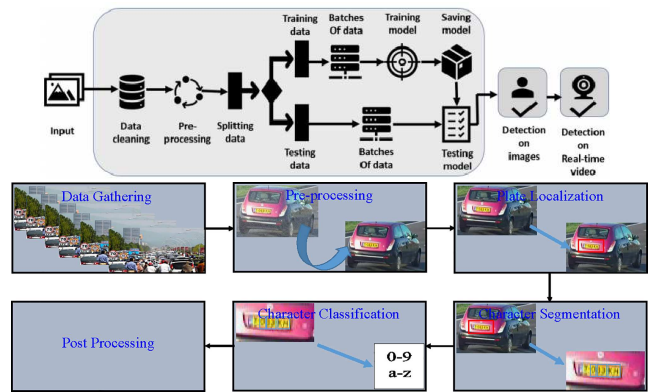 Training data
Batches Of data
Training model
Saving model
Input
Data cleaning
Pre-processing
Splitting data
Testing data
Batches Of data
Testing model
Detection on images
Detection on Real-time video
Data Gathering
Pre-processing
Plate Localization
Character Segmentation
Character Classification
0-9
a-z
Post Processing